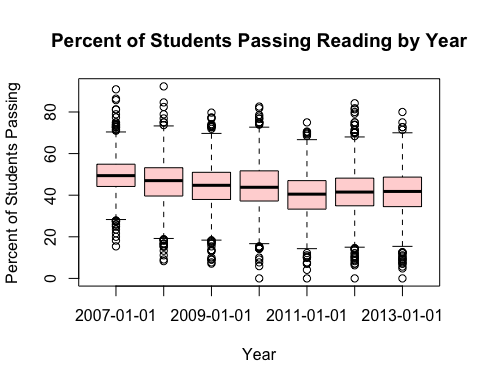 Percent of Students Passing Reading by Year
Percent of Students Passing
80
60
40
20
0
2007-01-01 2009-01-01 2011-01-01 2013-01-01
Year